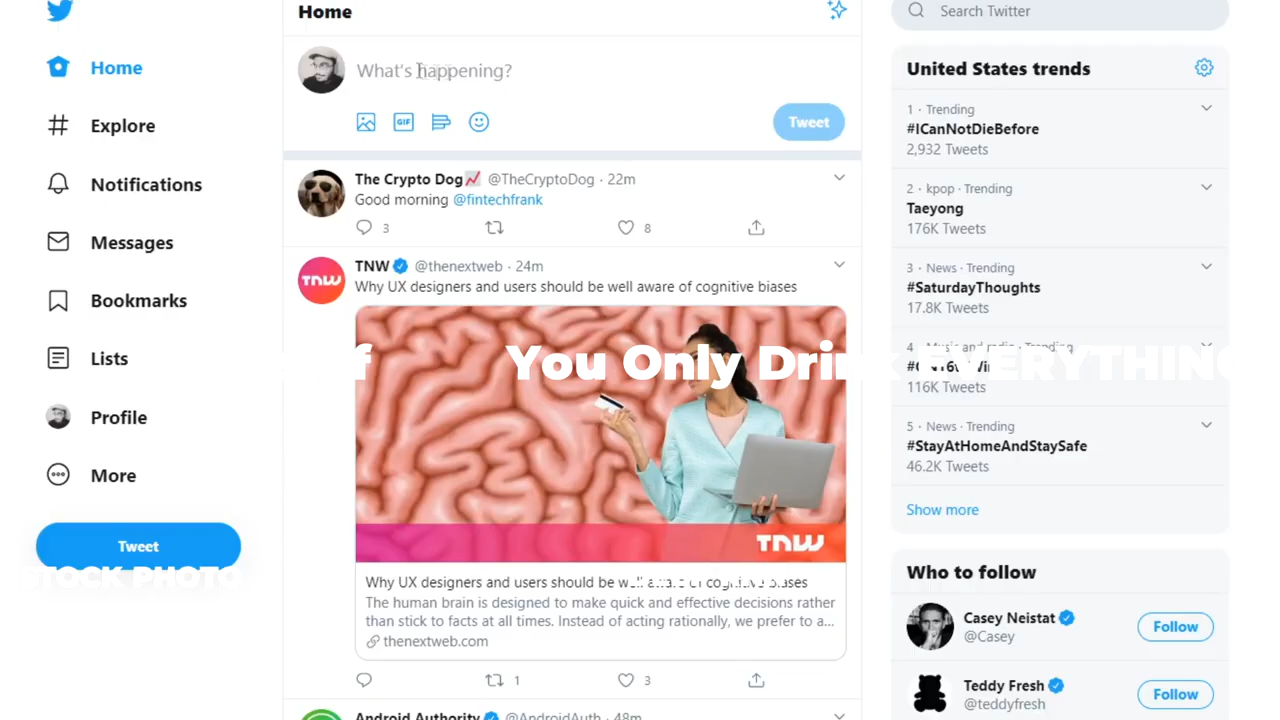 Home
Search Twitter
Home
What's happening?
GIF
Tweet
United States trends
1 · Trending
#ICanNotDieBefore
2,932 Tweets
Explore
The Crypto Dog @TheCryptoDog · 22m
Good morning @fintechfrank
3
8
Notifications
2 · kpop · Trending
Taeyong
176K Tweets
Messages
TNW @thenextweb · 24m
Why UX designers and users should be well aware of cognitive biases
TNW
3 · News · Trending
#SaturdayThoughts
17.8K Tweets
Bookmarks
Lists
f You Only Drink EVERYTHING
4 · Music and radio · Trending
116K Tweets
Profile
5 · News · Trending
#StayAtHomeAndStaySafe
46.2K Tweets
More
Show more
Tweet
STOCK PHOTO
TNW
Why UX designers and users should be well aware of cognitive biases
The human brain is designed to make quick and effective decisions rather
than stick to facts at all times. Instead of acting rationally, we prefer to a...
thenextweb.com
1
3
Who to follow
Casey Neistat
@Casey
Follow
Teddy Fresh
@teddyfresh
Follow
Android Authority @AndroidAuth · 48m